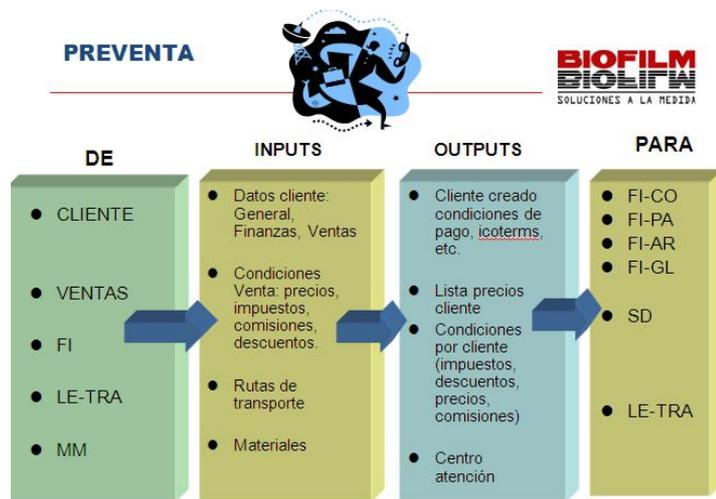 PREVENTA
BIOFILM
SOLUCIONES A LA MEDIDA
DE
CLIENTE
VENTAS
FI
LE-TRA
MM
INPUTS
Datos cliente:
General,
Finanzas, Ventas
Condiciones
Venta: precios,
impuestos,
comisiones,
descuentos.
Rutas de
transporte
Materiales
OUTPUTS
Cliente creado
condiciones de
pago, icoterms,
etc.
Lista precios
cliente
Condiciones
por cliente
(impuestos,
descuentos,
precios,
comisiones)
Centro
atención
PARA
FI-CO
FI-PA
FI-AR
FI-GL
SD
LE-TRA